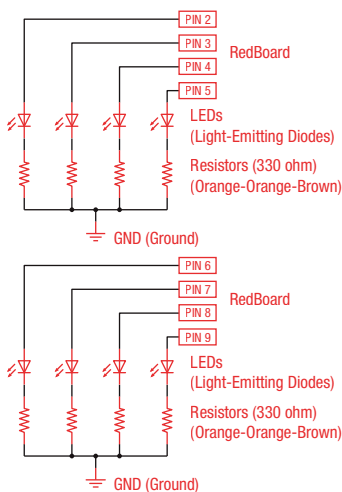 PIN 2
PIN 3
RedBoard
PIN 4
PIN 5
LEDs
(Light-Emitting Diodes)
Resistors (330 ohm)
(Orange-Orange-Brown)
GND (Ground)
PIN 6
PIN 7
RedBoard
PIN 8
PIN 9
LEDs
(Light-Emitting Diodes)
Resistors (330 ohm)
(Orange-Orange-Brown)
GND (Ground)